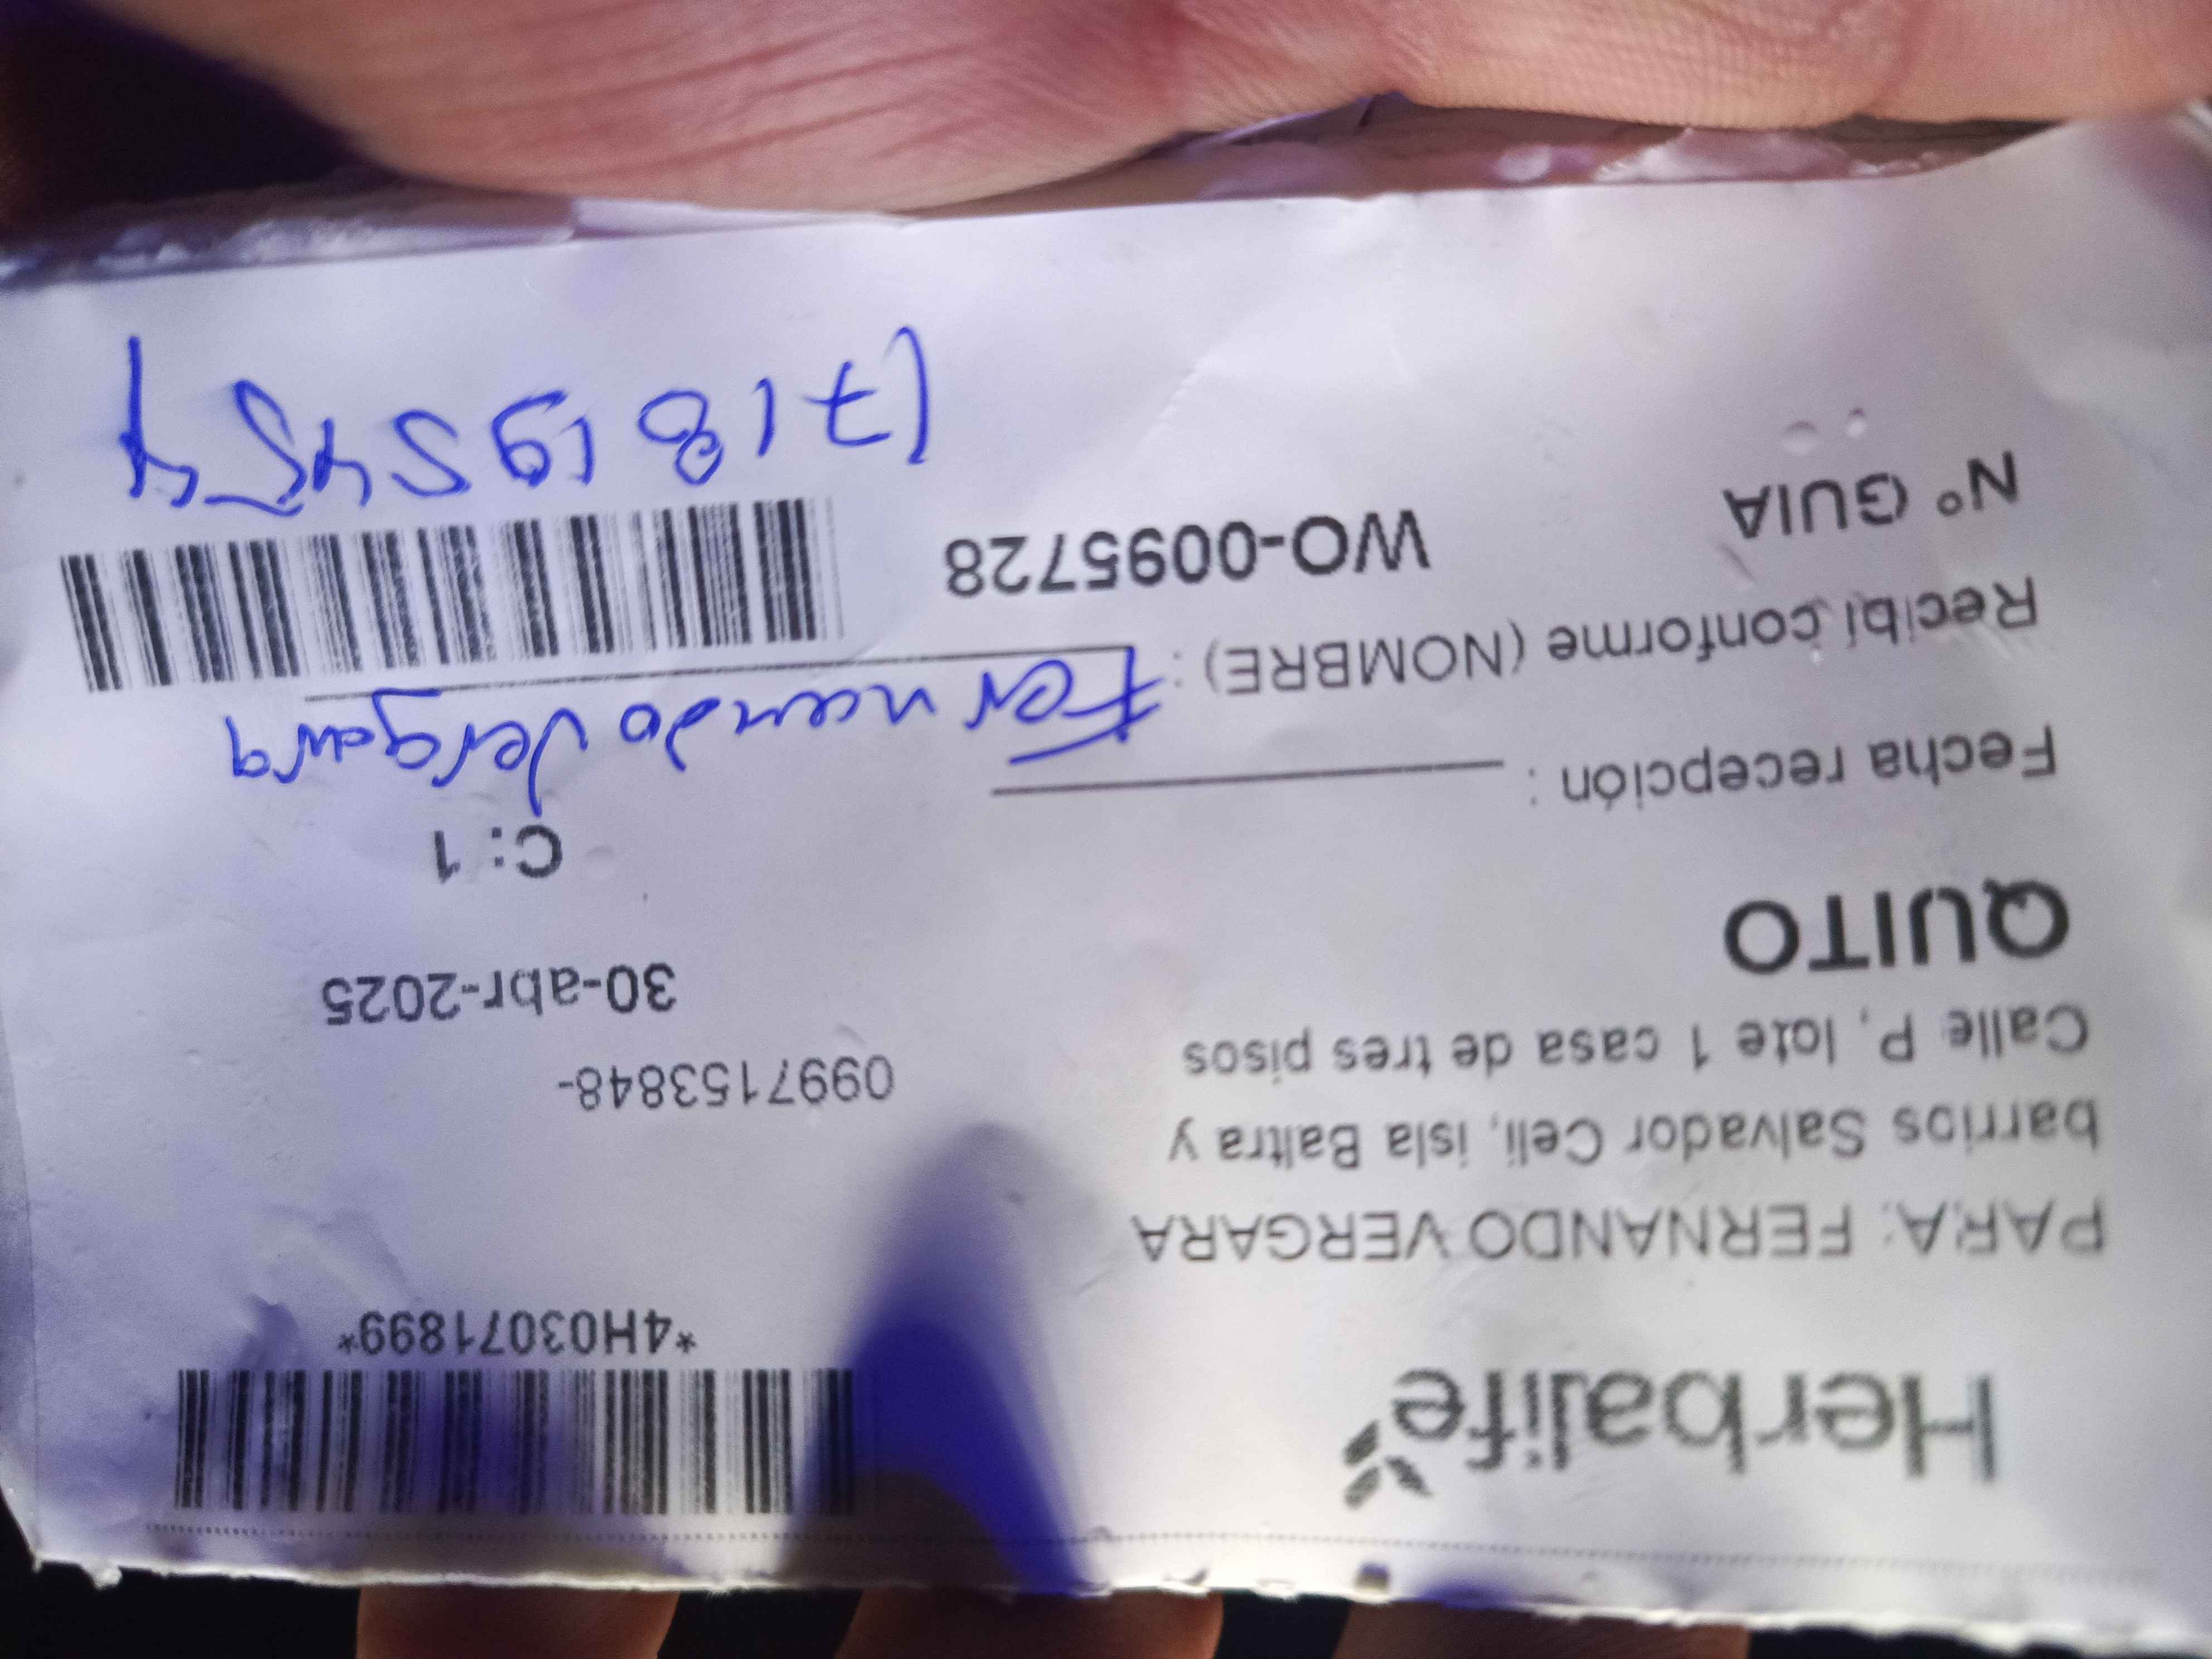 Herbalife
*4H03071899*
PARA: FERNANDO VERGARA
barrios Salvador Celi, isla Baltra y
Calle P, lote 1 casa de tres pisos
0997153848-
QUITO
30-abr-2025
C: 1
Fecha recepción :
Recibí conforme (NOMBRE) : Fernando Vergara
N° GUIA WO-0095728